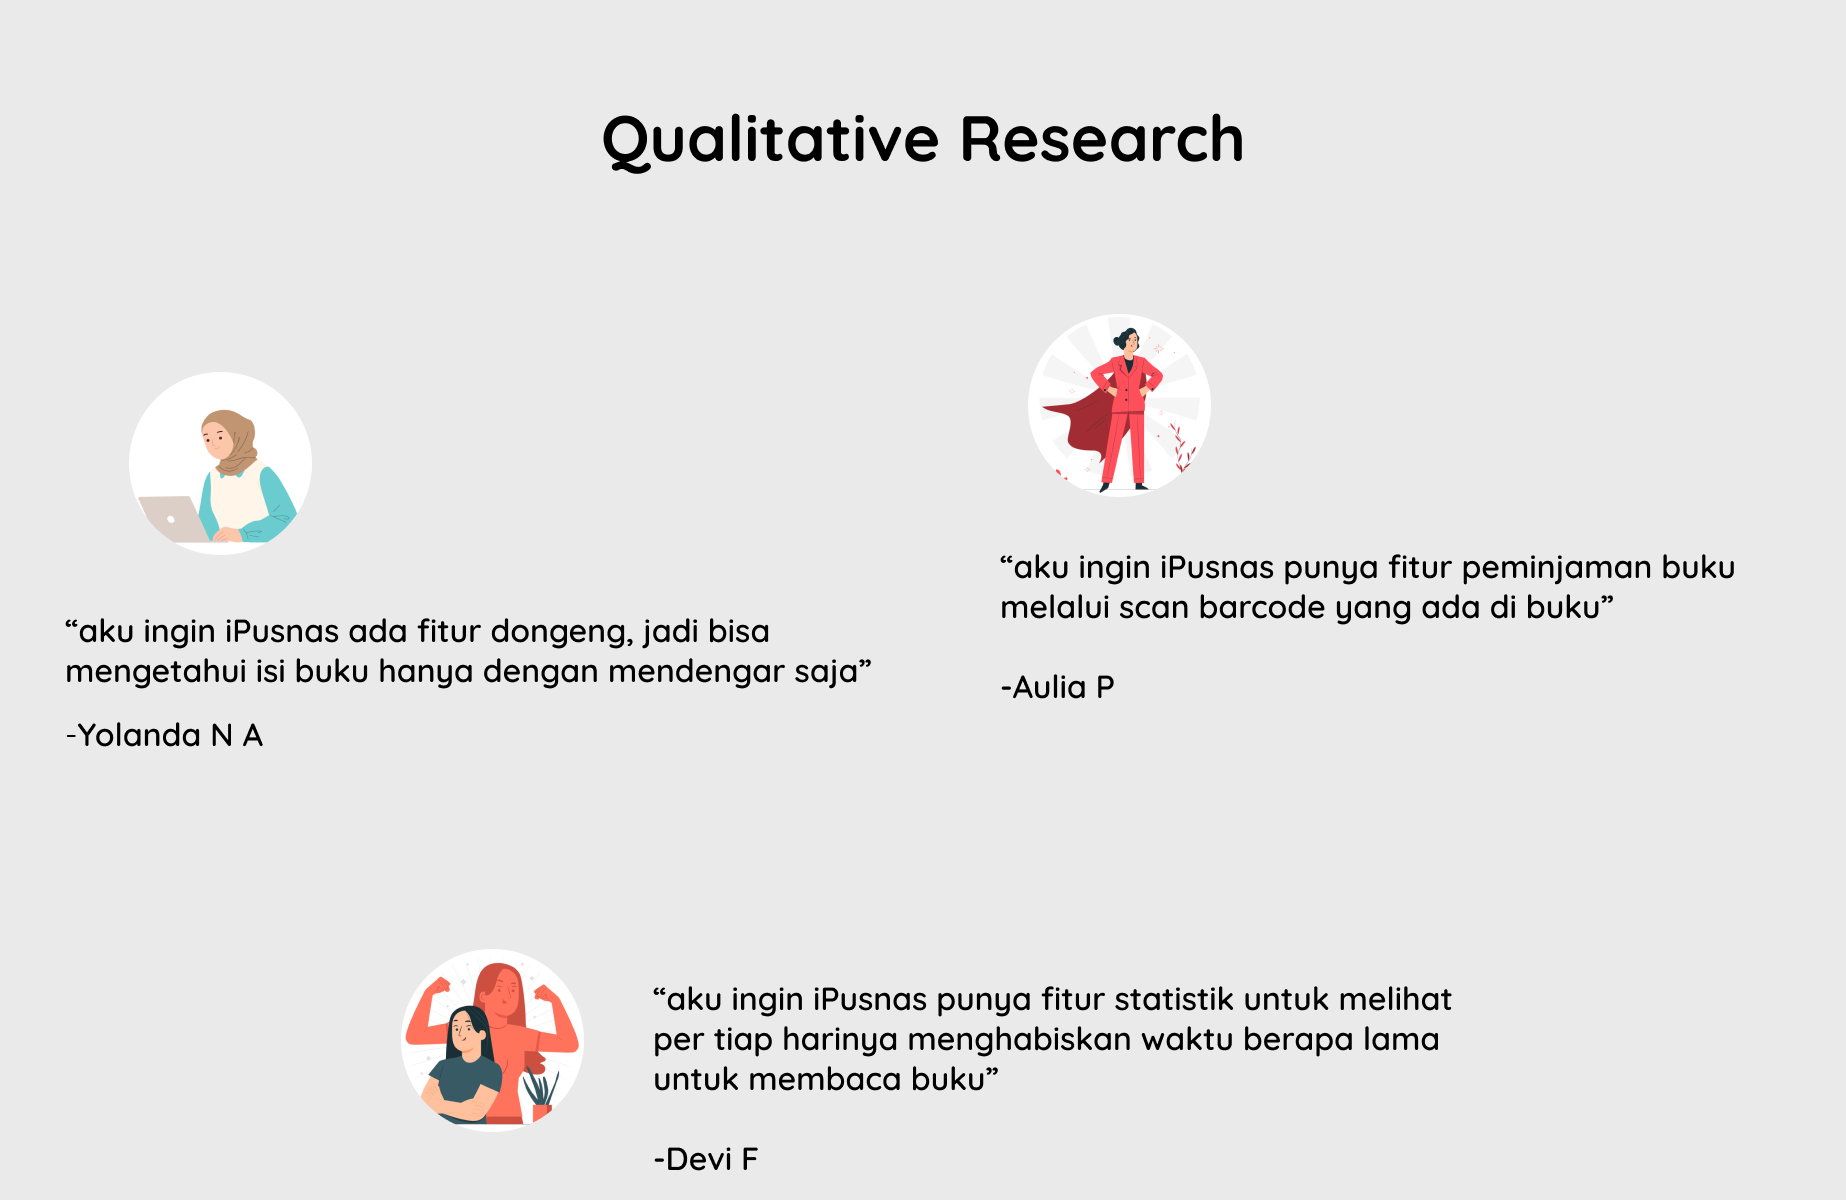 Qualitative Research
“aku ingin iPusnas ada fitur dongeng, jadi bisa
mengetahui isi buku hanya dengan mendengar saja”
-Yolanda N A
“aku ingin iPusnas punya fitur peminjaman buku
melalui scan barcode yang ada di buku”
-Aulia P
“aku ingin iPusnas punya fitur statistik untuk melihat
per tiap harinya menghabiskan waktu berapa lama
untuk membaca buku”
-Devi F